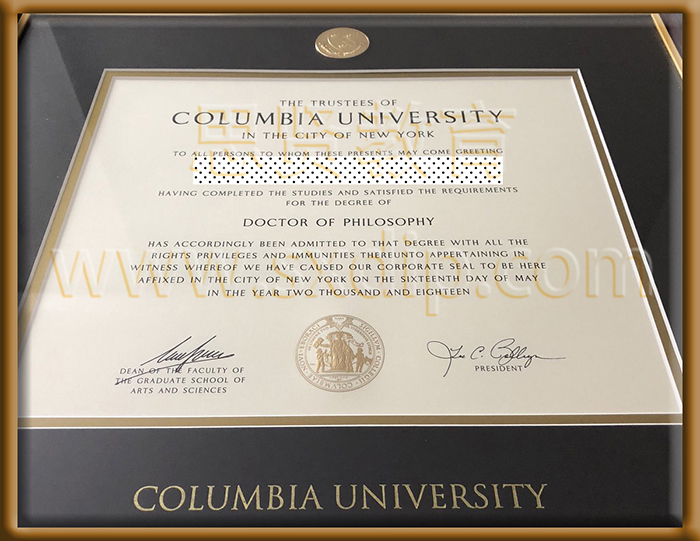 THE TRUSTEES OF
COLUMBIA UNIVERSITY
IN THE CITY OF NEW YORK
TO ALL PERSONS TO WHOM THESE PRESENTS MAY COME GREETING
HAVING COMPLETED THE STUDIES AND SATISFIED THE REQUIREMENTS
FOR THE DEGREE OF
DOCTOR OF PHILOSOPHY
HAS ACCORDINGLY BEEN ADMITTED TO THAT DEGREE WITH ALL THE
RIGHTS PRIVILEGES AND IMMUNITIES THEREUNTO APPERTAINING IN
WITNESS WHEREOF WE HAVE CAUSED OUR CORPORATE SEAL TO BE HERE
AFFIXED IN THE CITY OF NEW YORK ON THE SIXTEENTH DAY OF MAY
IN THE YEAR TWO THOUSAND AND EIGHTEEN
DEAN OF THE FACULTY OF
THE GRADUATE SCHOOL OF
ARTS AND SCIENCES
PRESIDENT
COLUMBIA UNIVERSITY